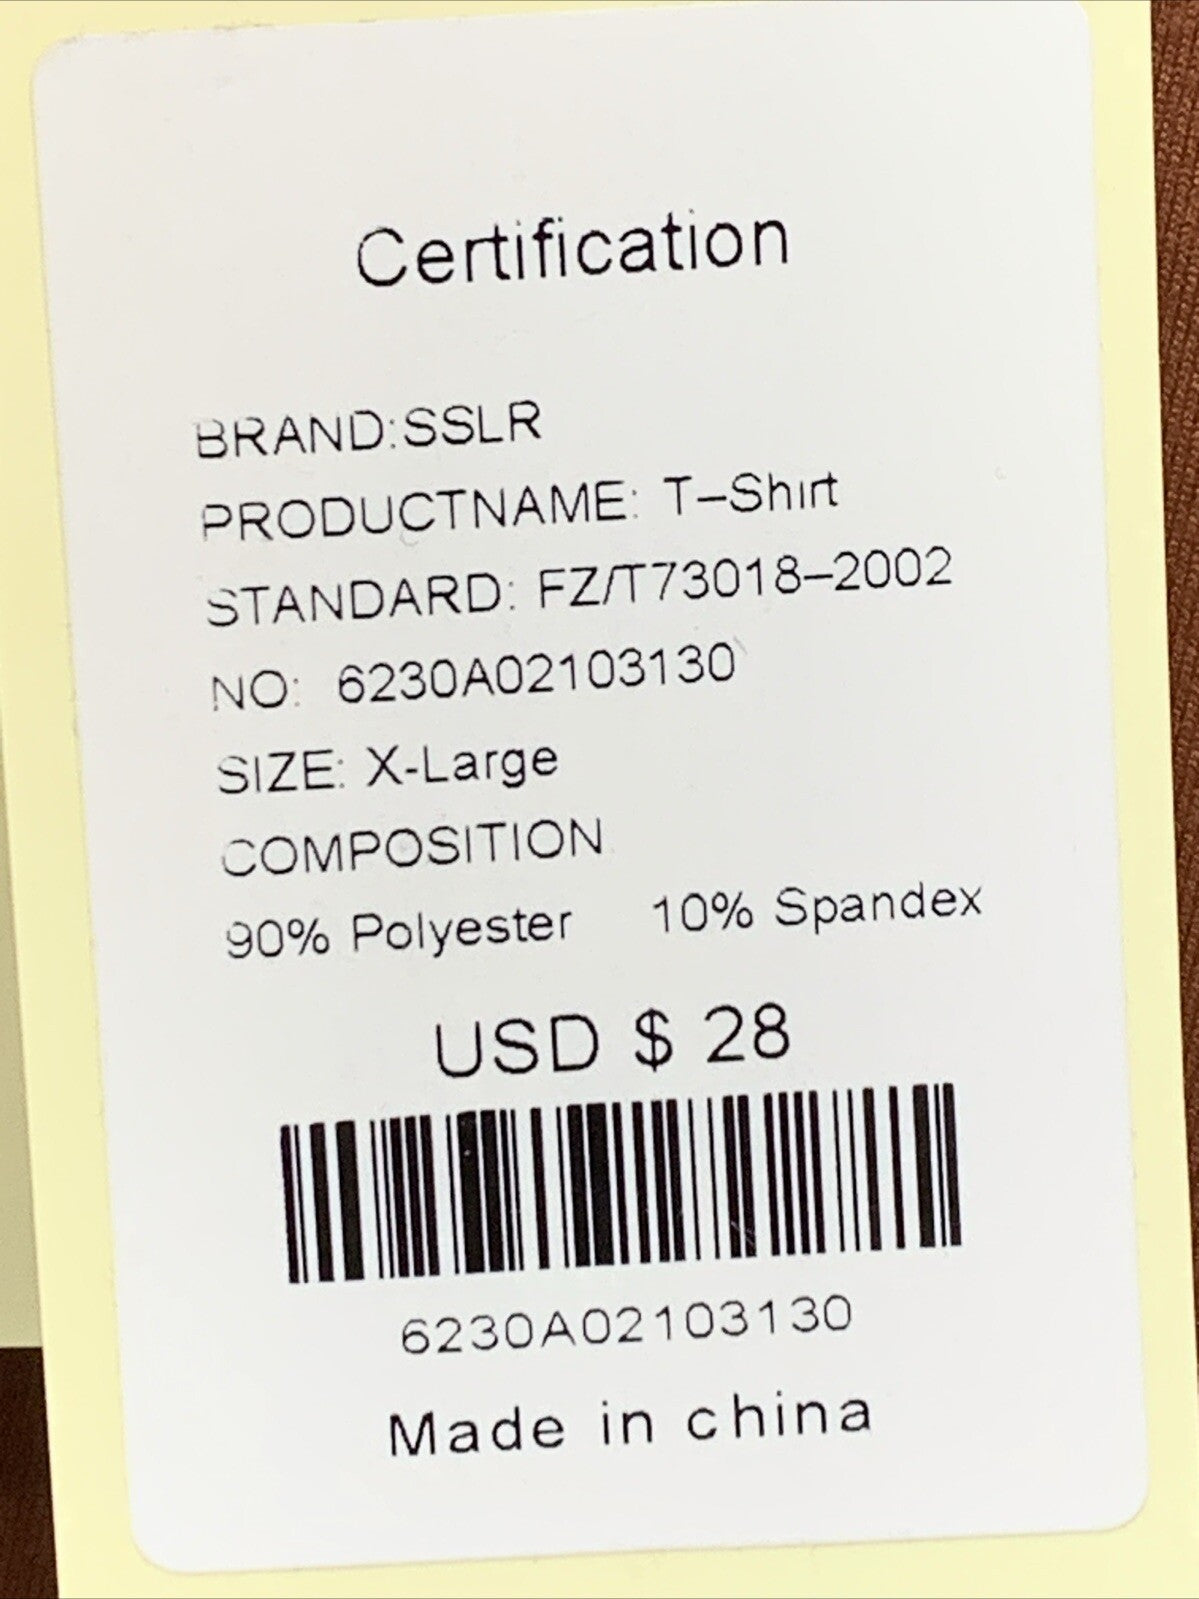 Certification
BRAND:SSLR
PRODUCTNAME: T-Shirt
STANDARD: FZ/T73018-2002
NO: 6230A02103130
SIZE: X-Large
COMPOSITION
90% Polyester 10% Spandex
USD $ 28
6230A02103130
Made in china